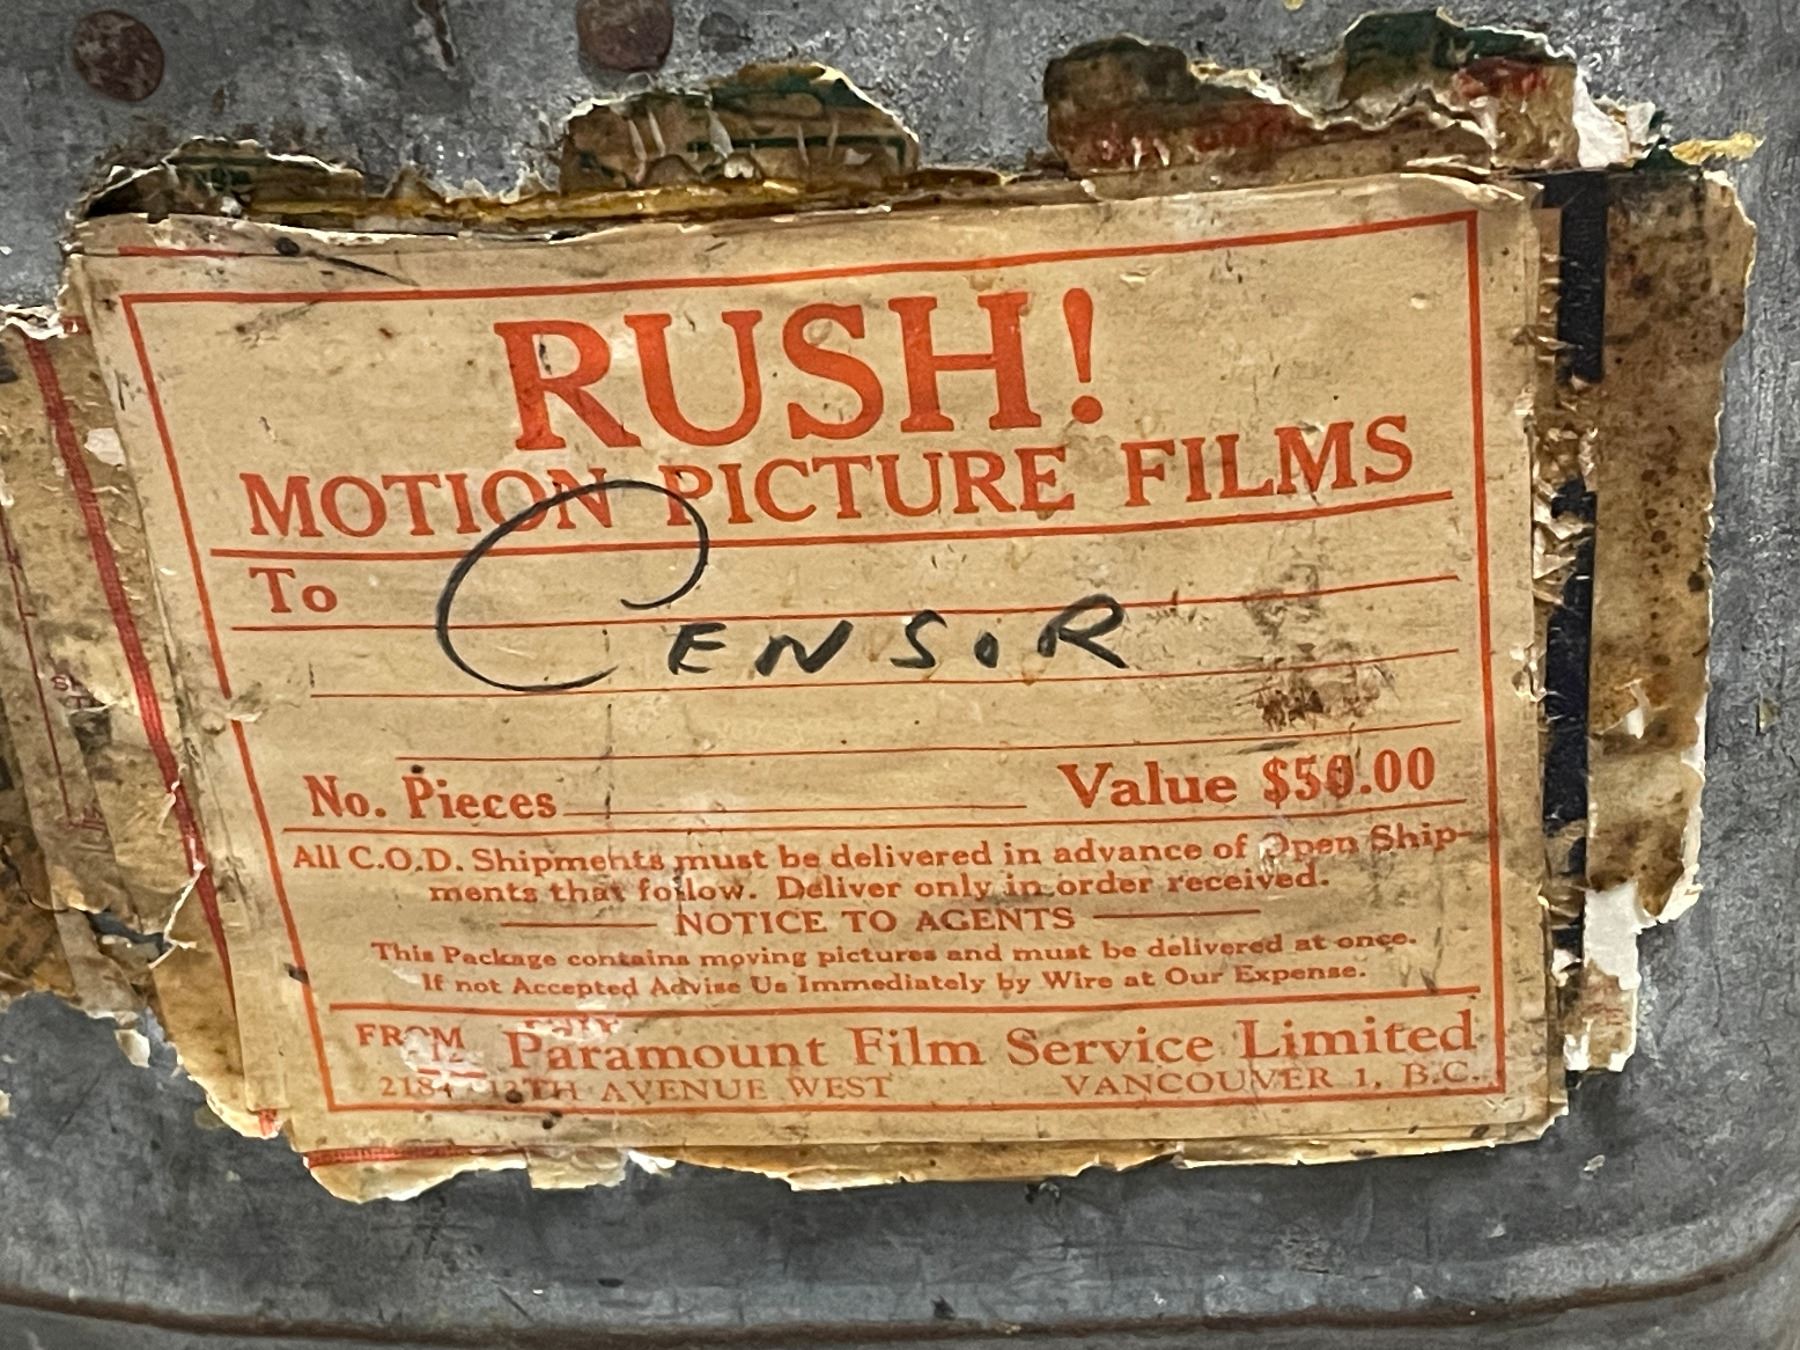 RUSH!
MOTION PICTURE FILMS
To
CENSOR
No. Pieces Value $50.00
All C.O.D. Shipments must be delivered in advance of Open Ship-
ments that follow. Deliver only in order received.
NOTICE TO AGENTS
This Package contains moving pictures and must be delivered at once.
If not Accepted Advise Us Immediately by Wire at Our Expense.
FROM Paramount Film Service Limited
12TH AVENUE WEST VANCOUVER 1, B.C.